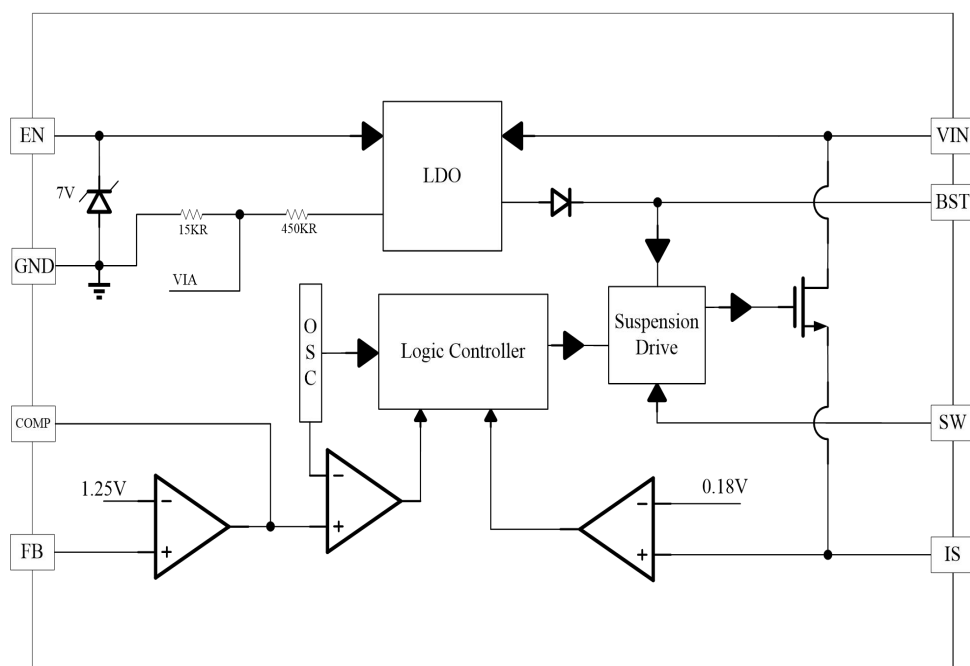 EN
VIN
LDO
7V
BST
15KR
450KR
GND
VIA
OSC
Logic Controller
Suspension
Drive
COMP
SW
1.25V
-
-
0.18V
-
+
+
+
FB
IS